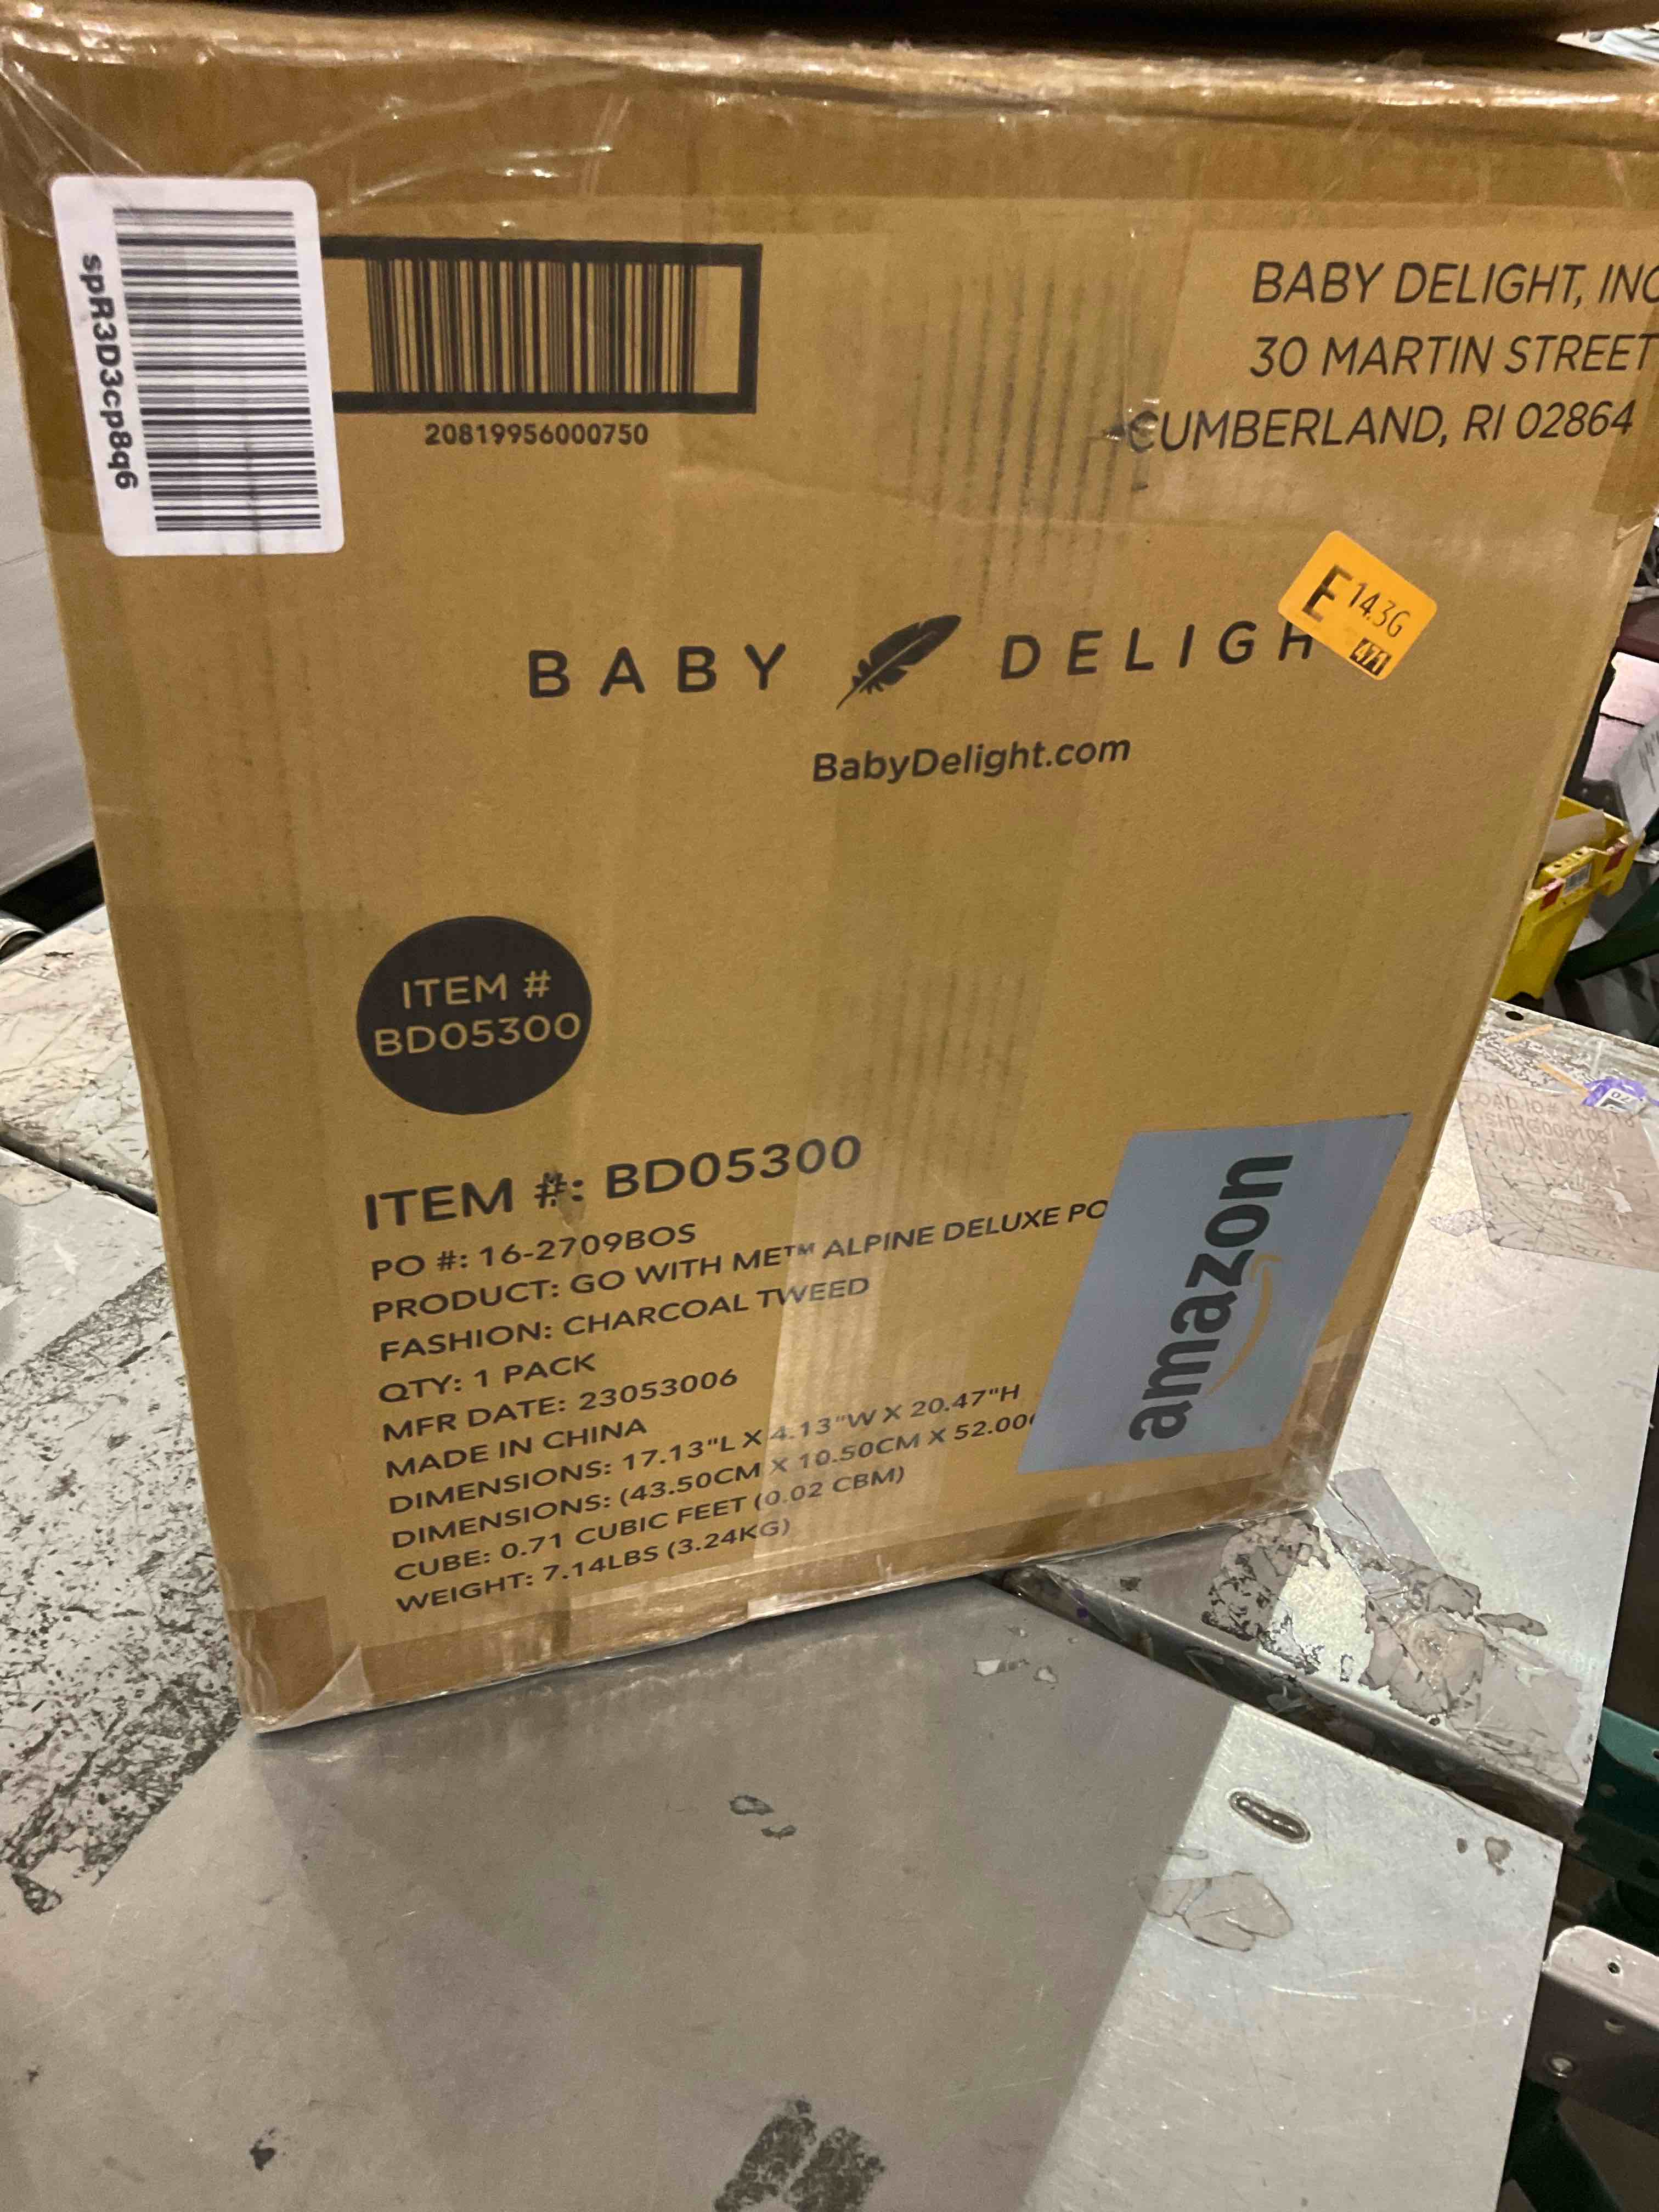 spR3D3cp8q6
20819956000750
BABY DELIGHT, INC
30 MARTIN STREET
CUMBERLAND, RI 02864
E 14.3G
471
BABY DELIGH
BabyDelight.com
ITEM #
BD05300
ITEM #: BD05300
PO #: 16-2709BOS
PRODUCT: GO WITH ME™ ALPINE DELUXE PO
FASHION: CHARCOAL TWEED
QTY: 1 PACK
MFR DATE: 23053006
MADE IN CHINA
DIMENSIONS: 17.13"L X 4.13"W X 20.47"H
DIMENSIONS: (43.50CM X 10.50CM X 52.00
CUBE: 0.71 CUBIC FEET (0.02 CBM)
WEIGHT: 7.14LBS (3.24KG)
amazon